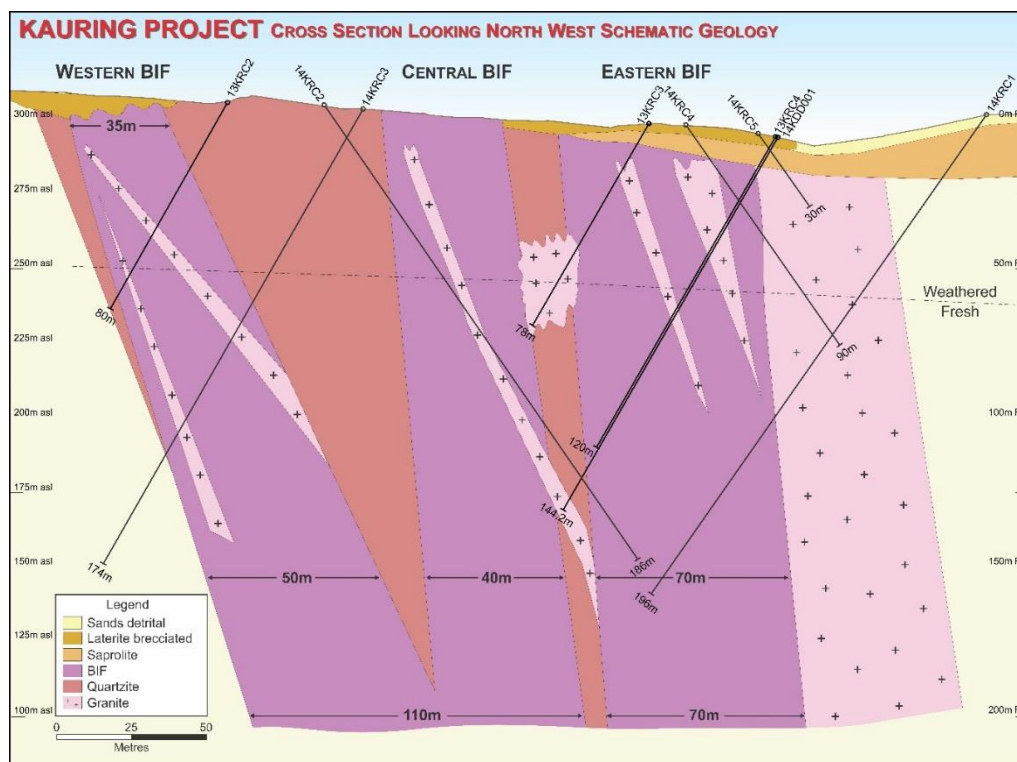 KAURING PROJECT CROSS SECTION LOOKING NORTH WEST SCHEMATIC GEOLOGY
WESTERN BIF
13KRC2
14KRC2
14KRC3
CENTRAL BIF
EASTERN BIF
13KRC3
14KRC4
14KRC5
13KRC4
14KDD001
14KRC1
300m asl
0m
35m
275m asl
30m
250m asl
50m
Weathered
Fresh
80m
78m
225m asl
90m
200m asl
100m
120m
175m asl
144.2m
150m asl
174m
50m
40m
186m
196m
70m
150m
125m asl
100m asl
110m
70m
200m
Legend
Sands detrital
Laterite brecciated
Saprolite
BIF
Quartzite
Granite
0 25 50
Metres